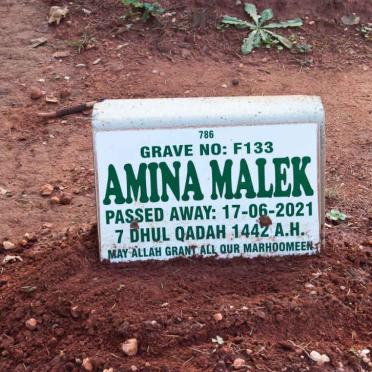 786
GRAVE NO: F133
AMINA MALEK
PASSED AWAY: 17-06-2021
7 DHUL QADAH 1442 A.H.
MAY ALLAH GRANT ALL OUR MARHOOMEEN